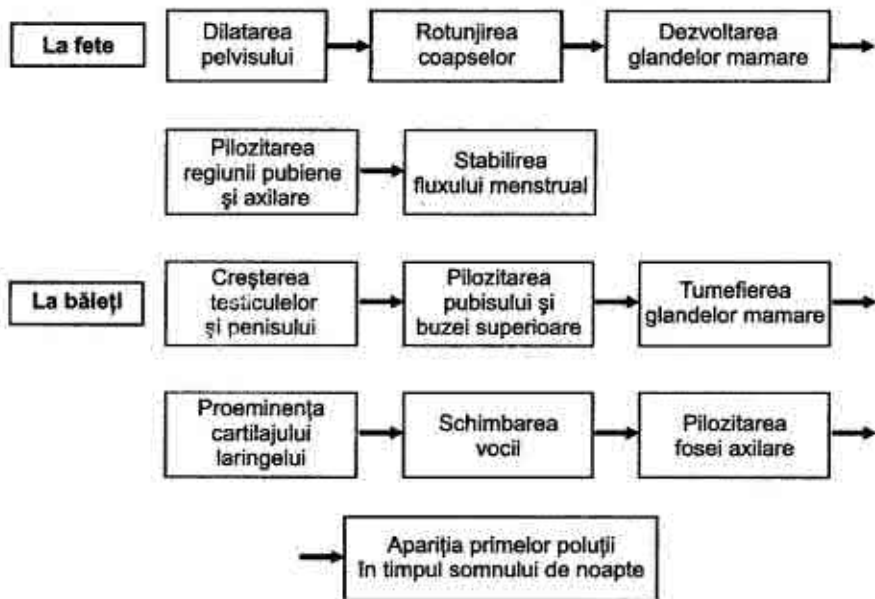 La fete
Dilatarea
pelvisului
Rotunjirea
coapselor
Dezvoltarea
glandelor mamare
Pilozitarea
regiunii pubiene
şi axilare
Stabilirea
fluxului menstrual
La băieţi
Creşterea
testiculelor
şi penisului
Pilozitarea
pubisului şi
buzei superioare
Tumefierea
glandelor mamare
Proeminenţa
cartilajului
laringelui
Schimbarea
vocii
Pilozitarea
fosei axilare
Apariţia primelor poluţii
în timpul somnului de noapte